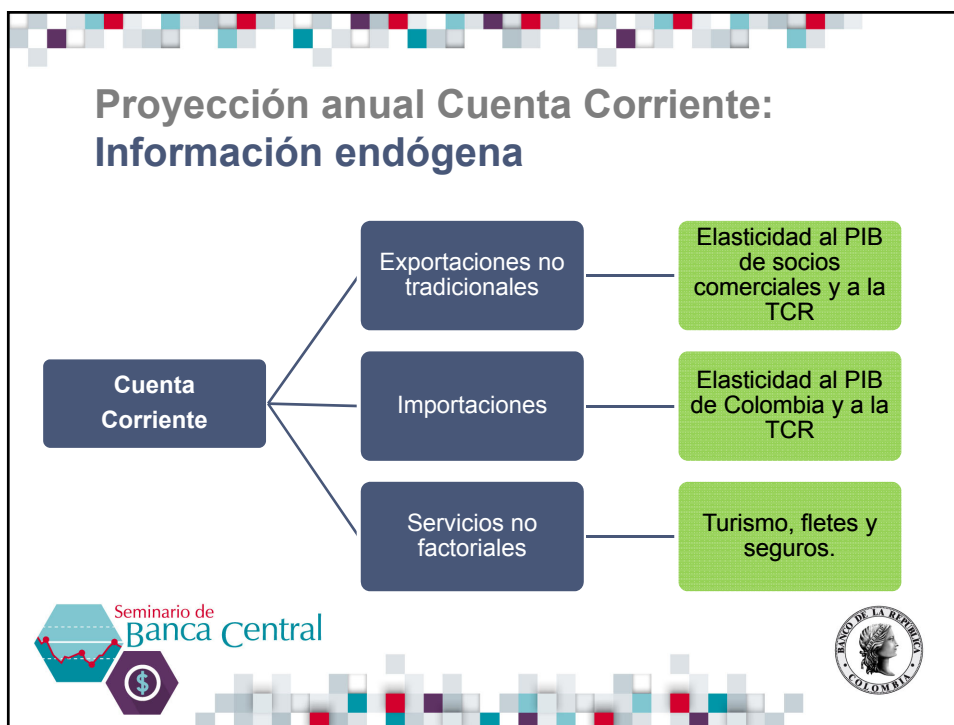 Proyección anual Cuenta Corriente:
Información endógena
Cuenta
Corriente
Exportaciones no
tradicionales
Elasticidad al PIB
de socios
comerciales y a la
TCR
Importaciones
Elasticidad al PIB
de Colombia y a la
TCR
Servicios no
factoriales
Turismo, fletes y
seguros.
Seminario de
Banca Central
$
BANCO DE LA REPÚBLICA
COLOMBIA